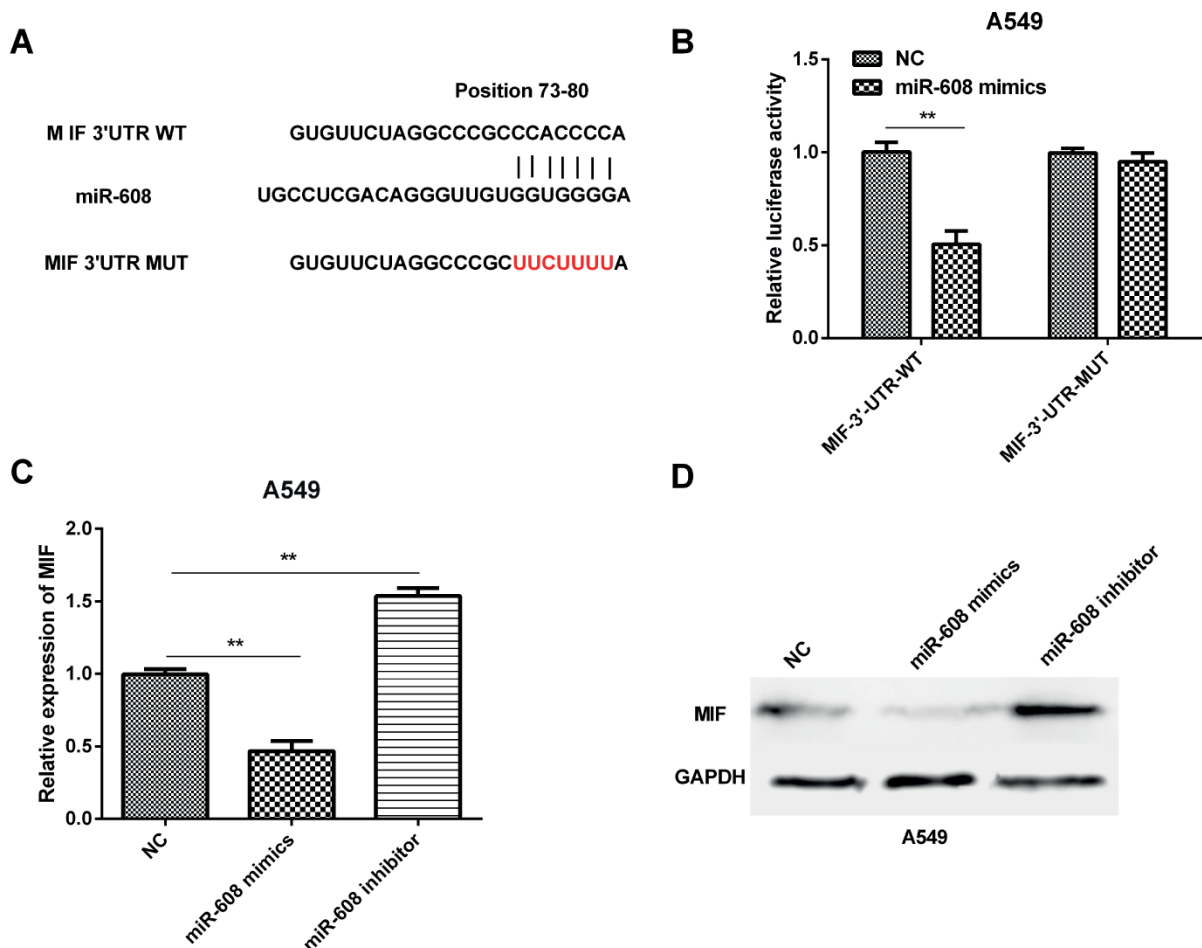 A
Position 73-80
M IF 3'UTR WT GUGUUCUAGGCCCGCCCACCCCA
miR-608 UGCCUCGACAGGGUUGUGGUGGGGA
MIF 3'UTR MUT GUGUUCUAGGCCCGCUUCUUUUA
B
A549
NC
miR-608 mimics
Relative luciferase activity
1.5
1.0
0.5
0.0
**
MIF-3'-UTR-WT
MIF-3'-UTR-MUT
C
A549
Relative expression of MIF
2.0
1.5
1.0
0.5
0.0
**
**
NC
miR-608 mimics
miR-608 inhibitor
D
NC
miR-608 mimics
miR-608 inhibitor
MIF
GAPDH
A549